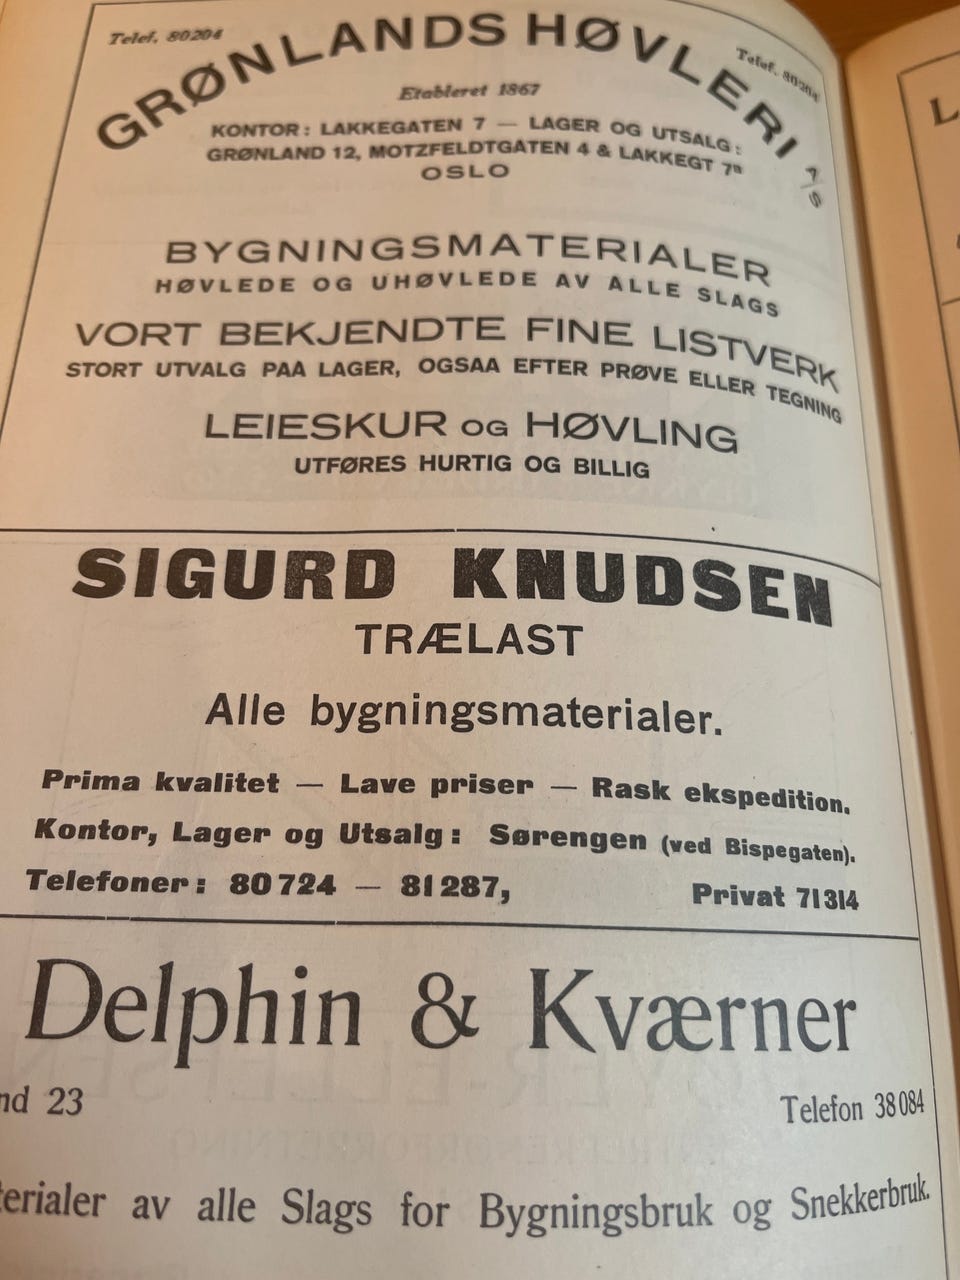 Telef. 80204
Telef. 80204
GRØNLANDS HØVLERI A/S
Etableret 1867
KONTOR: LAKKEGATEN 7 — LAGER OG UTSALG:
GRØNLAND 12, MOTZFELDTGATEN 4 & LAKKEGT 7B
OSLO
BYGNINGSMATERIALER
HØVLEDE OG UHØVLEDE AV ALLE SLAGS
VORT BEKJENDTE FINE LISTVERK
STORT UTVALG PAA LAGER, OGSAA EFTER PRØVE ELLER TEGNING
LEIESKUR OG HØVLING
UTFØRES HURTIG OG BILLIG
SIGURD KNUDSEN
TRÆLAST
Alle bygningsmaterialer.
Prima kvalitet — Lave priser — Rask ekspedition.
Kontor, Lager og Utsalg: Sørengen (ved Bispegaten).
Telefoner: 80724 — 81287, Privat 71314
Delphin & Kværner
nd 23 Telefon 38084
terialer av alle Slags for Bygningsbruk og Snekkerbruk.